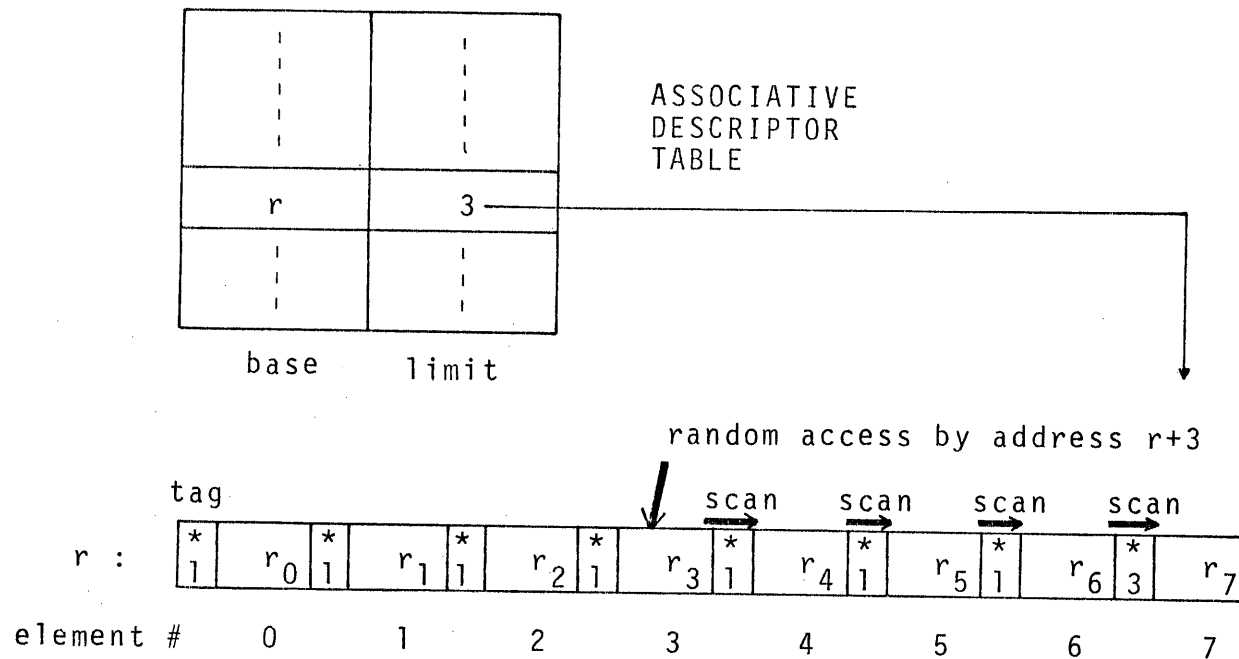 ASSOCIATIVE
DESCRIPTOR
TABLE
r 3
base limit
random access by address r+3
tag
scan scan scan scan
r : * 1 r0 * 1 r1 * 1 r2 * 1 r3 * 1 r4 * 1 r5 * 1 r6 * 3 r7
element # 0 1 2 3 4 5 6 7